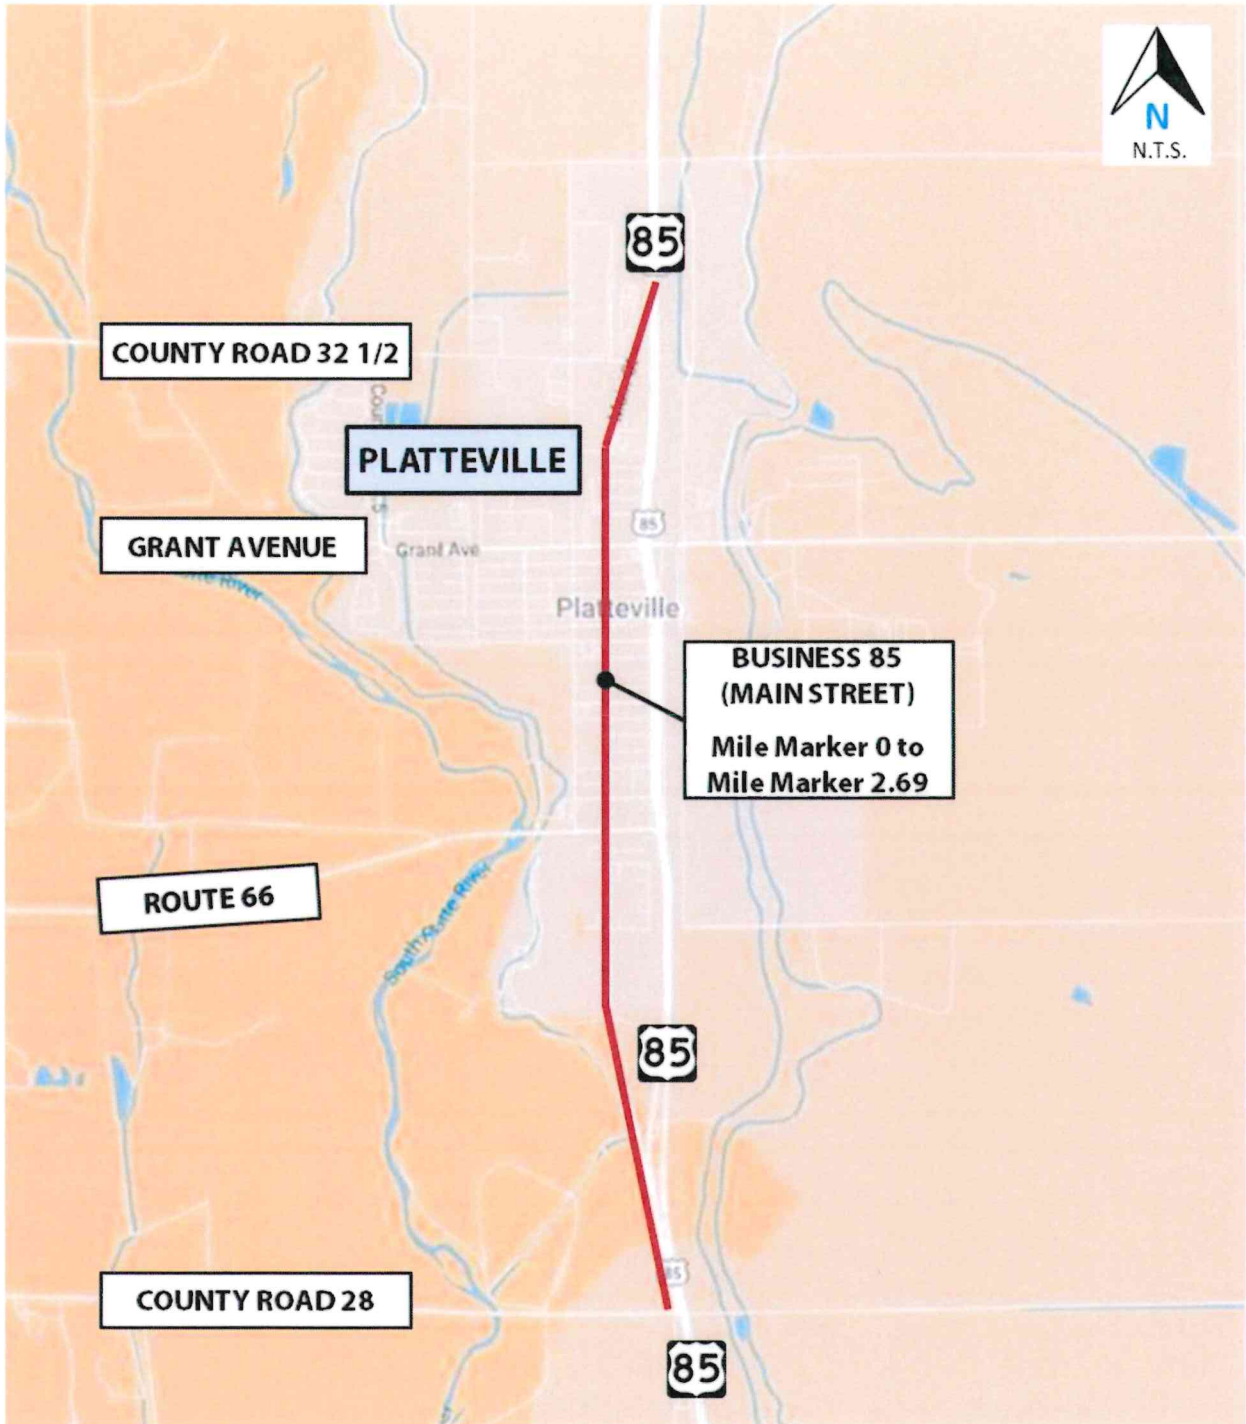 N
N.T.S.
85
COUNTY ROAD 32 1/2
PLATTEVILLE
85
GRANT AVENUE
Grant Ave
Platteville
BUSINESS 85
(MAIN STREET)
Mile Marker 0 to
Mile Marker 2.69
ROUTE 66
South Platte River
85
85
COUNTY ROAD 28
85